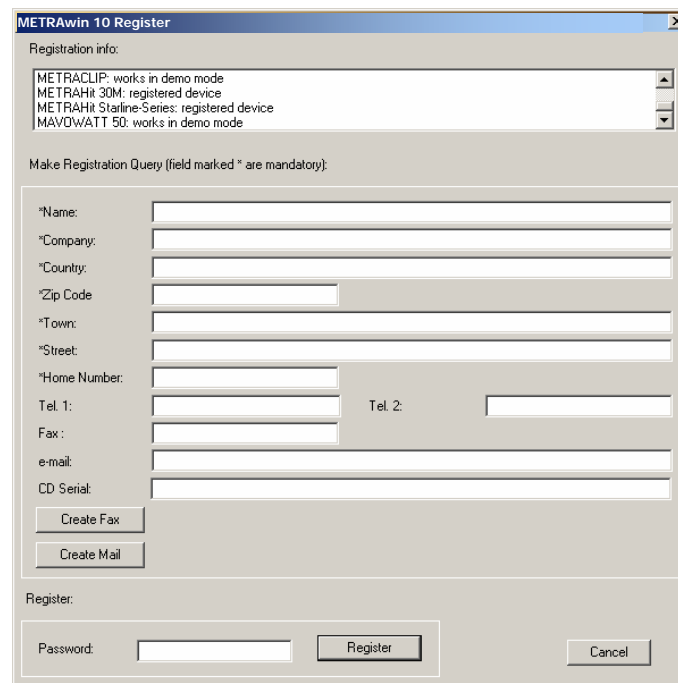 METRAwin 10 Register
Registration info:
METRACLIP: works in demo mode
METRAHit 30M: registered device
METRAHit Starline-Series: registered device
MAVOWATT 50: works in demo mode
Make Registration Query (field marked * are mandatory):
*Name:
*Company:
*Country:
*Zip Code
*Town:
*Street:
*Home Number:
Tel. 1: Tel. 2:
Fax :
e-mail:
CD Serial:
Create Fax
Create Mail
Register:
Password: Register Cancel